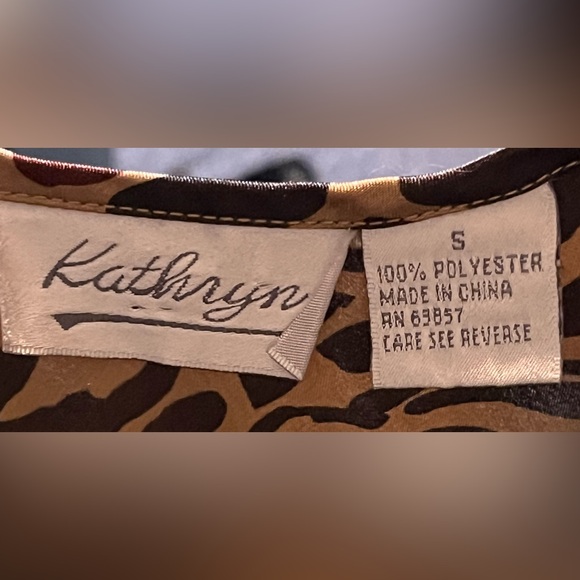 Kathryn
S
100% POLYESTER
MADE IN CHINA
RN 63857
CARE SEE REVERSE